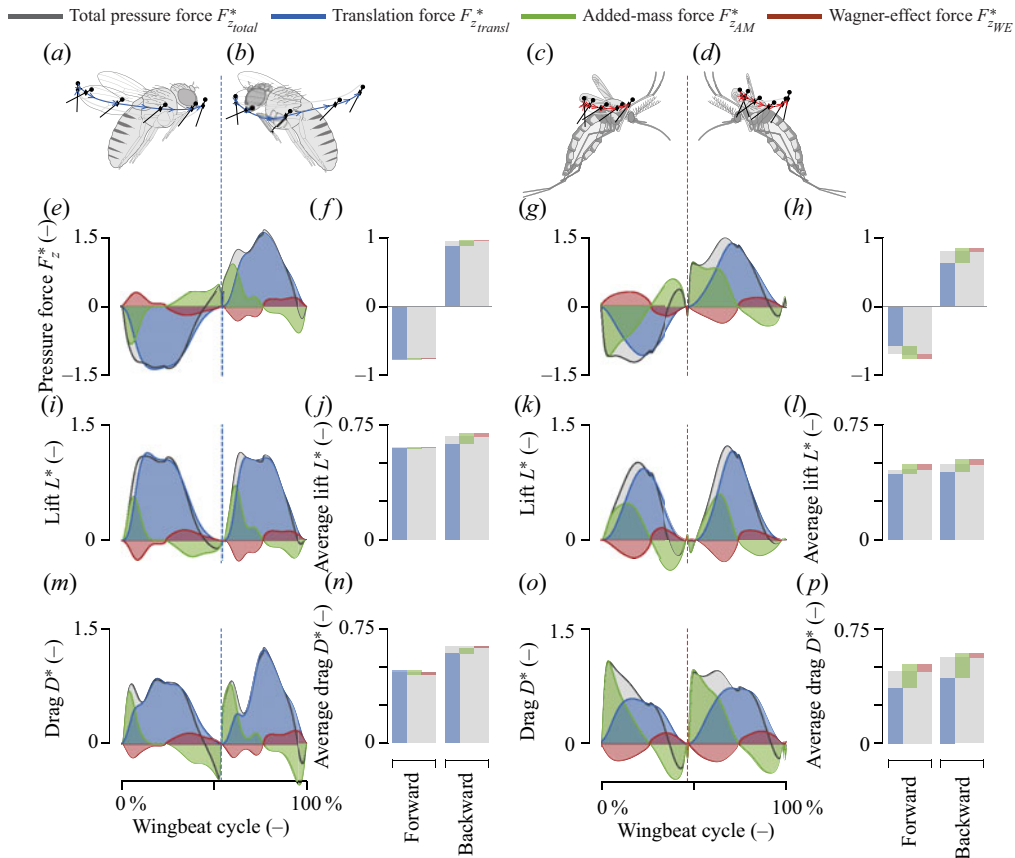 Total pressure force F*z_total Translation force F*z_transl Added-mass force F*z_AM Wagner-effect force F*z_WE
(a) (b) (c) (d)
(e) (f) (g) (h)
Pressure force F*z (–)
1.5
0
–1.5
1
0
–1
1.5
0
–1.5
1
0
–1
(i) (j) (k) (l)
Lift L* (–)
1.5
0
Average lift L* (–)
0.75
0
Lift L* (–)
1.5
0
Average lift L* (–)
0.75
0
(m) (n) (o) (p)
Drag D* (–)
1.5
0
Average drag D* (–)
0.75
0
Drag D* (–)
1.5
0
Average drag D* (–)
0.75
0
0 % 100 %
Wingbeat cycle (–)
Forward
Backward
0 % 100 %
Wingbeat cycle (–)
Forward
Backward